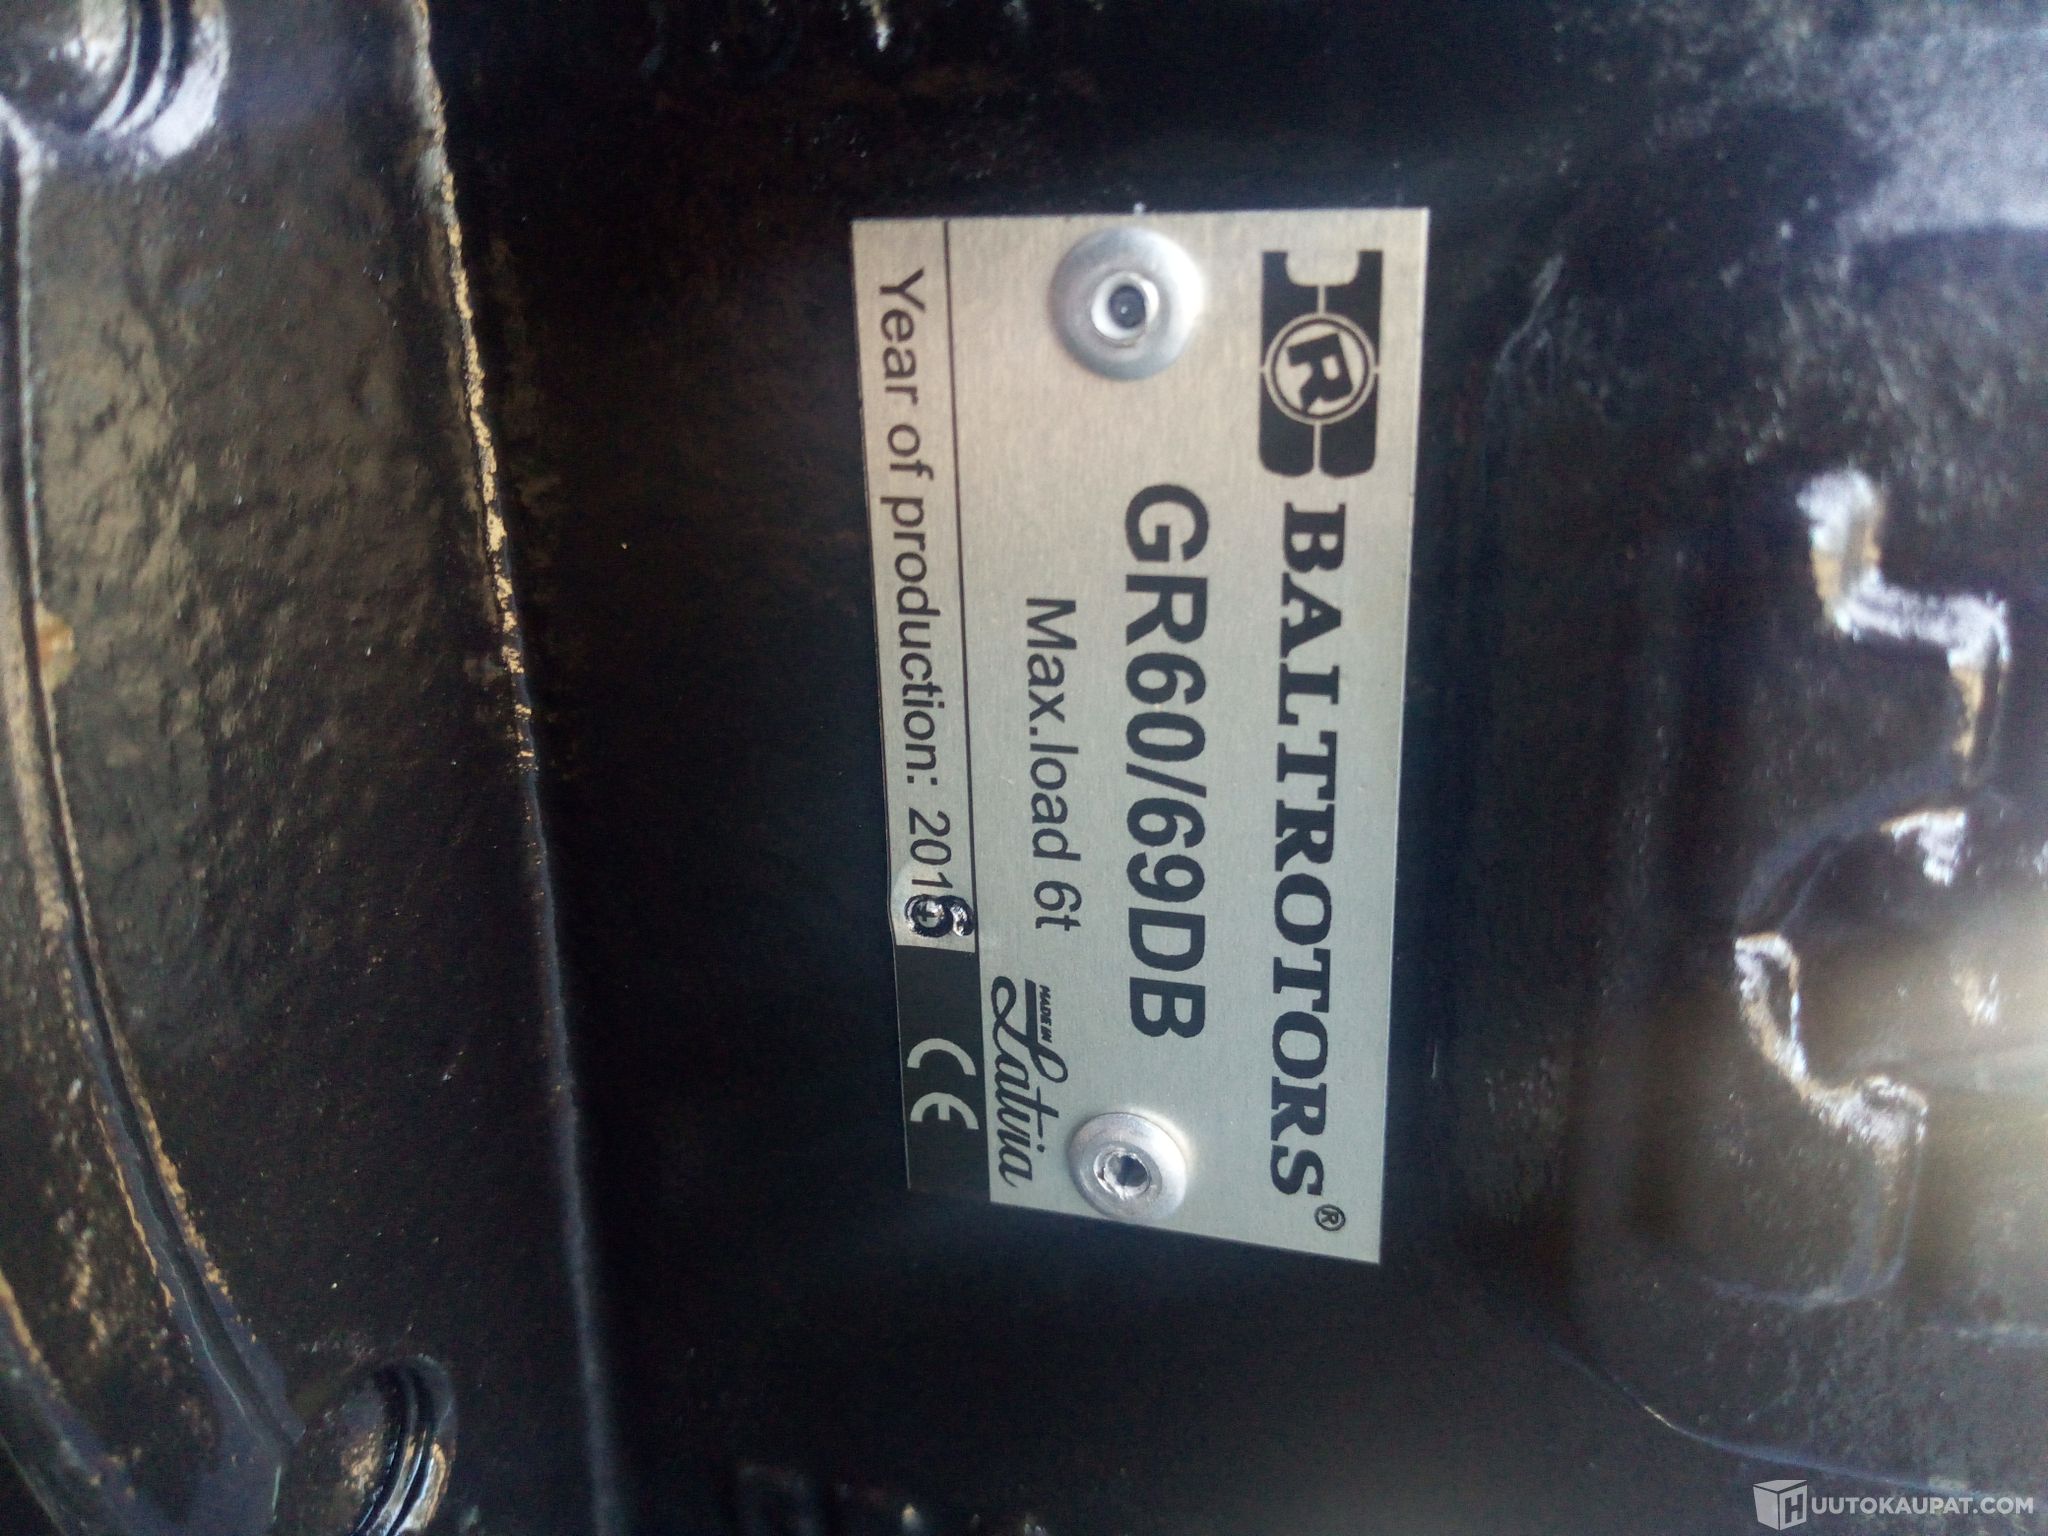 R BALTROTORS®
GR60/69DB
Max.load 6t
MADE IN
Latvia
Year of production: 2016
CE
HUUTOKAUPAT.COM